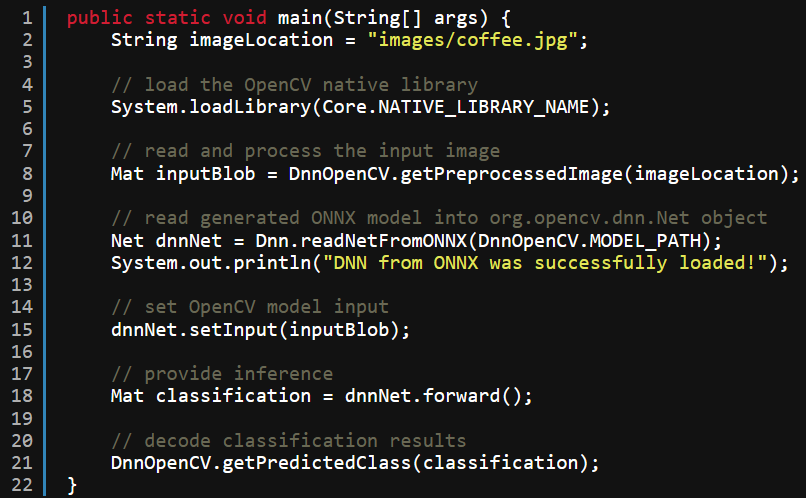 1 public static void main(String[] args) {
2     String imageLocation = "images/coffee.jpg";
3
4     // load the OpenCV native library
5     System.loadLibrary(Core.NATIVE_LIBRARY_NAME);
6
7     // read and process the input image
8     Mat inputBlob = DnnOpenCV.getPreprocessedImage(imageLocation);
9
10     // read generated ONNX model into org.opencv.dnn.Net object
11     Net dnnNet = Dnn.readNetFromONNX(DnnOpenCV.MODEL_PATH);
12     System.out.println("DNN from ONNX was successfully loaded!");
13
14     // set OpenCV model input
15     dnnNet.setInput(inputBlob);
16
17     // provide inference
18     Mat classification = dnnNet.forward();
19
20     // decode classification results
21     DnnOpenCV.getPredictedClass(classification);
22 }